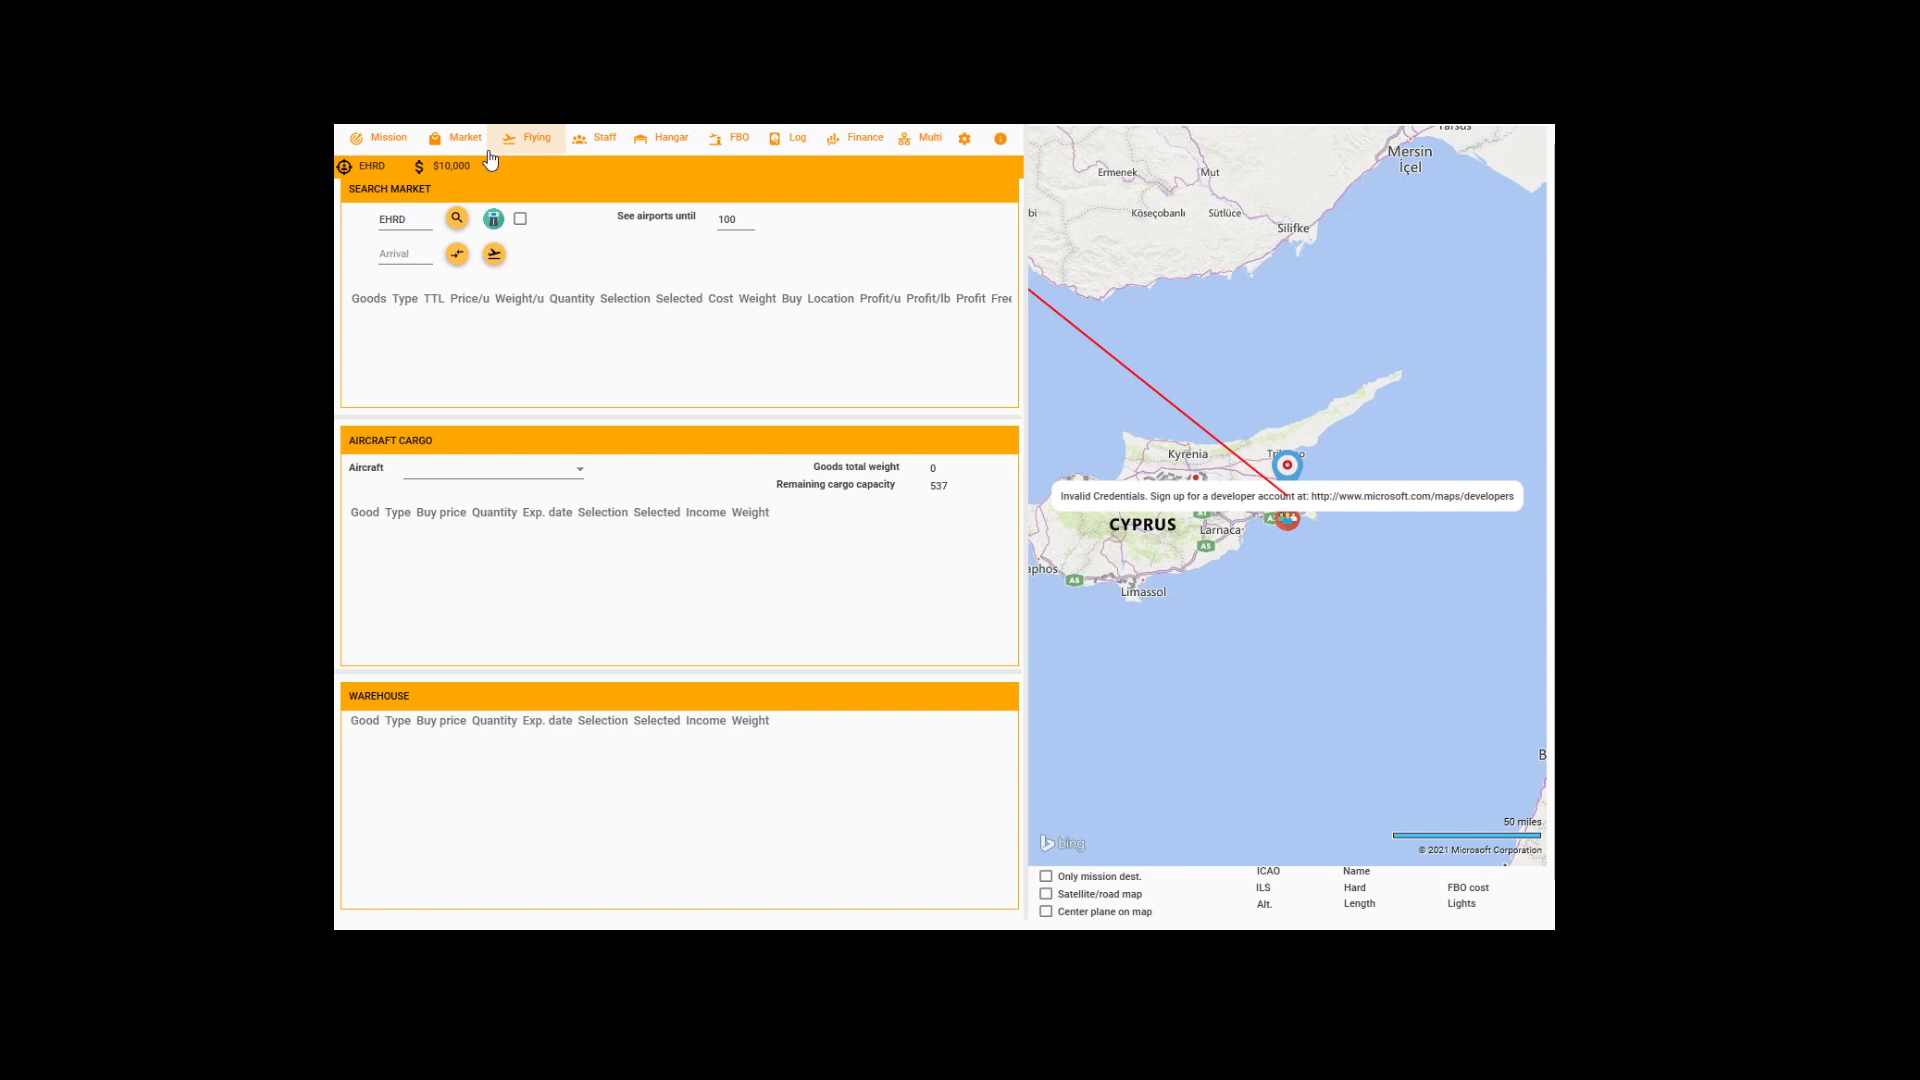 Mission Market Flying Staff Hangar FBO Log Finance Multi
EHRD $ $10,000
SEARCH MARKET
EHRD See airports until 100
Arrival
Goods Type TTL Price/u Weight/u Quantity Selection Selected Cost Weight Buy Location Profit/u Profit/lb Profit Free
AIRCRAFT CARGO
Aircraft Goods total weight 0
Remaining cargo capacity 537
Good Type Buy price Quantity Exp. date Selection Selected Income Weight
WAREHOUSE
Good Type Buy price Quantity Exp. date Selection Selected Income Weight
Tarsus
Mersin
İçel
Ermenek Mut
bi Köseçobanlı Sütlüce
Silifke
Kyrenia
Invalid Credentials. Sign up for a developer account at: http://www.microsoft.com/maps/developers
CYPRUS
Larnaca
A5
aphos
A6
Limassol
B
50 miles
bing
© 2021 Microsoft Corporation
Only mission dest.
Satellite/road map
Center plane on map
ICAO Name
ILS Hard FBO cost
Alt. Length Lights